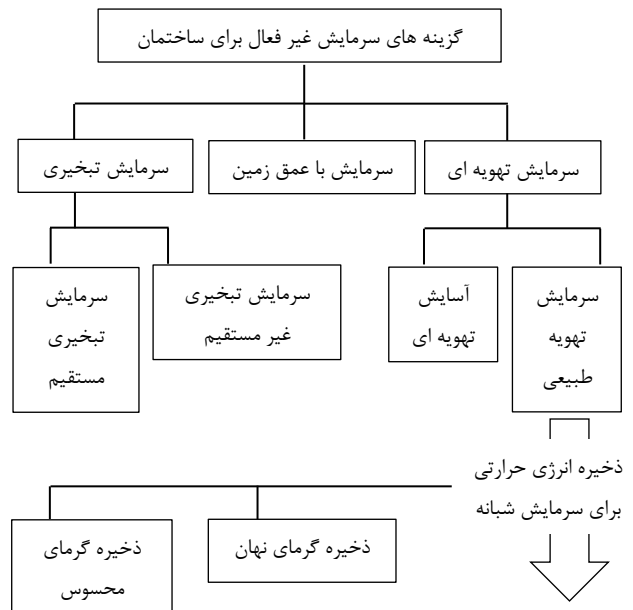 گزینه های سرمایش غیر فعال برای ساختمان
سرمایش تهویه ای
سرمایش با عمق زمین
سرمایش تبخیری
سرمایش
تهویه
طبیعی
آسایش
تهویه ای
سرمایش تبخیری
غیر مستقیم
سرمایش
تبخیری
مستقیم
ذخیره انرژی حرارتی
برای سرمایش شبانه
ذخیره گرمای نهان
ذخیره گرمای
محسوس